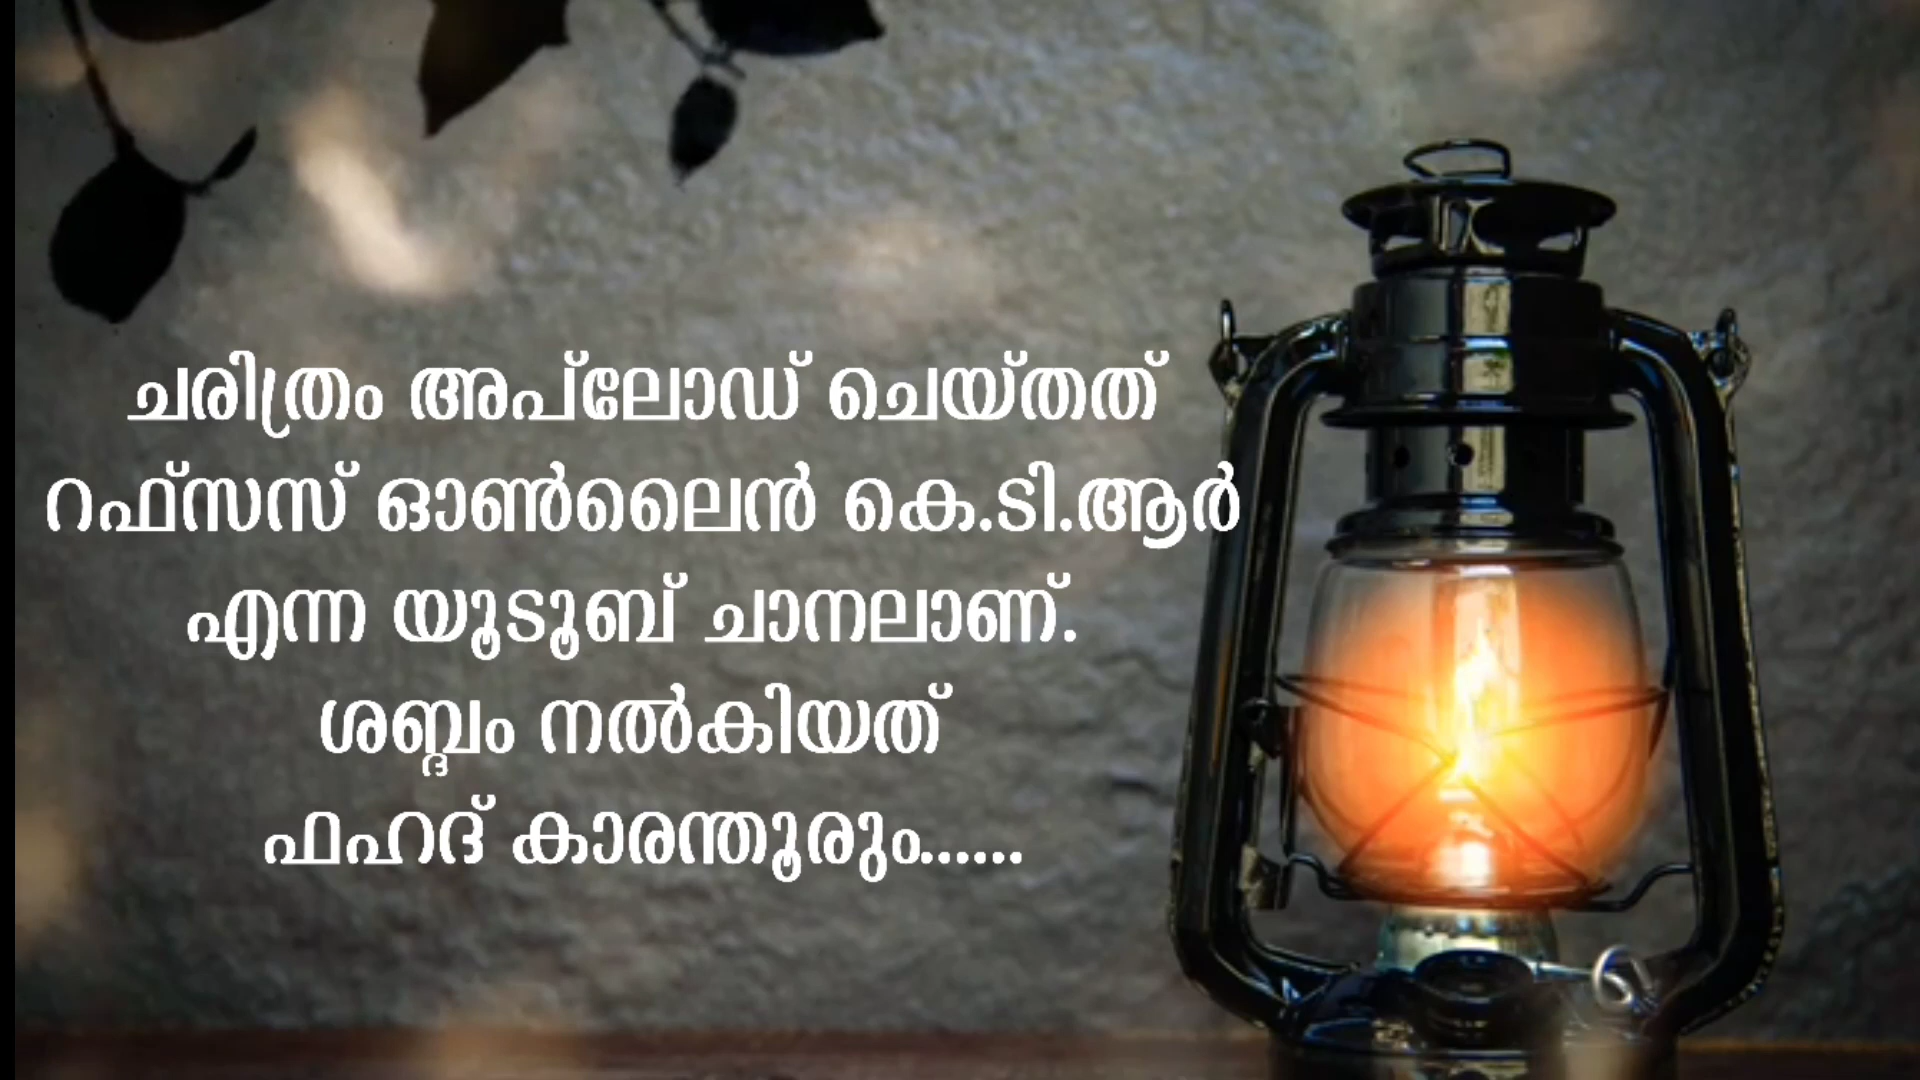 ചരിത്രം അപ്‌ലോഡ് ചെയ്തത്
റഫ്സസ് ഓൺലൈൻ കെ.ടി.ആർ
എന്ന യൂടൂബ് ചാനലാണ്.
ശബ്ദം നൽകിയത്
ഫഹദ് കാരന്തൂരും......